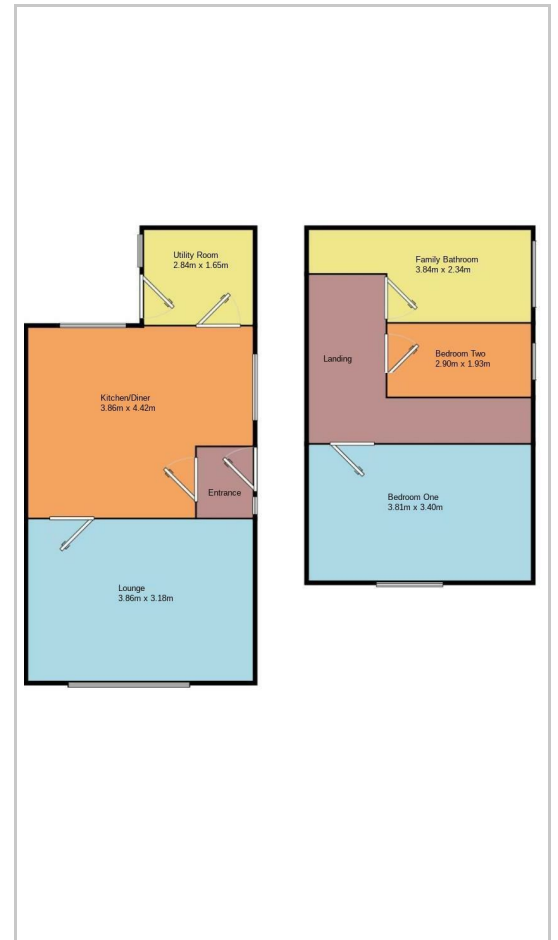 Utility Room
2.84m x 1.65m
Kitchen/Diner
3.86m x 4.42m
Entrance
Lounge
3.86m x 3.18m
Family Bathroom
3.84m x 2.34m
Landing
Bedroom Two
2.90m x 1.93m
Bedroom One
3.81m x 3.40m